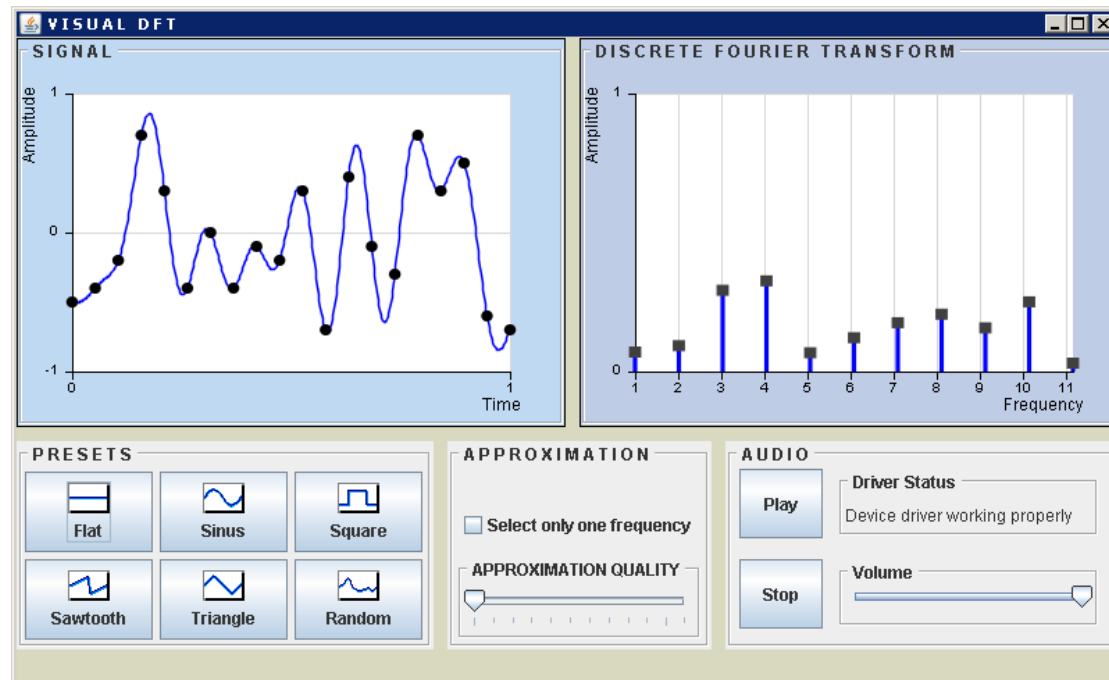 VISUAL DFT
SIGNAL
Amplitude
1
0
-1
0
1
Time
DISCRETE FOURIER TRANSFORM
Amplitude
1
0
1 2 3 4 5 6 7 8 9 10 11
Frequency
PRESETS
Flat
Sinus
Square
Sawtooth
Triangle
Random
APPROXIMATION
Select only one frequency
APPROXIMATION QUALITY
AUDIO
Play
Driver Status
Device driver working properly
Stop
Volume